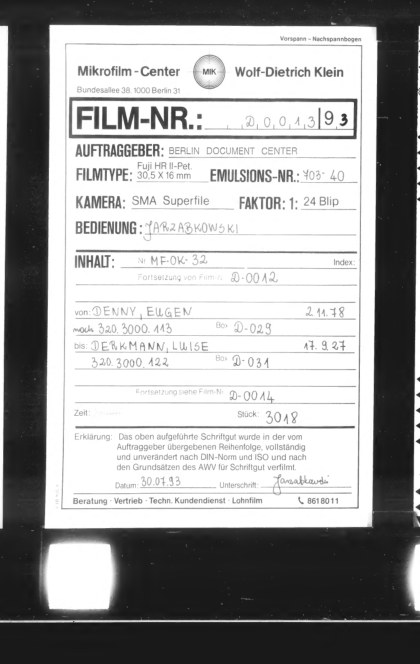 Vorspann - Nachspannbogen
Mikrofilm-Center MIK Wolf-Dietrich Klein
Bundesallee 38, 1000 Berlin 31
FILM-NR.: D,0,0,1,3|9,3
AUFTRAGGEBER: BERLIN DOCUMENT CENTER
FILMTYPE: Fuji HR II-Pet. 30,5 X 16 mm EMULSIONS-NR.: 703-40
KAMERA: SMA Superfile FAKTOR: 1: 24 Blip
BEDIENUNG: JARZABKOWSKI
INHALT: Nr. MF-OK-32 Index:
Fortsetzung von Film-Nr. D-0012
von: DENNY, EUGEN 2.11.78
nach 320.3000.113 Box D-029
bis: DERKMANN, LUISE 17.9.27
320.3000.122 Box D-031
Fortsetzung siehe Film-Nr. D-0014
Zeit: Stück: 3018
Erklärung: Das oben aufgeführte Schriftgut wurde in der vom
Auftraggeber übergebenen Reihenfolge, vollständig
und unverändert nach DIN-Norm und ISO und nach
den Grundsätzen des AWV für Schriftgut verfilmt.
Datum: 30.07.93 Unterschrift: Jarzabkowski
Beratung · Vertrieb · Techn. Kundendienst · Lohnfilm 8618011